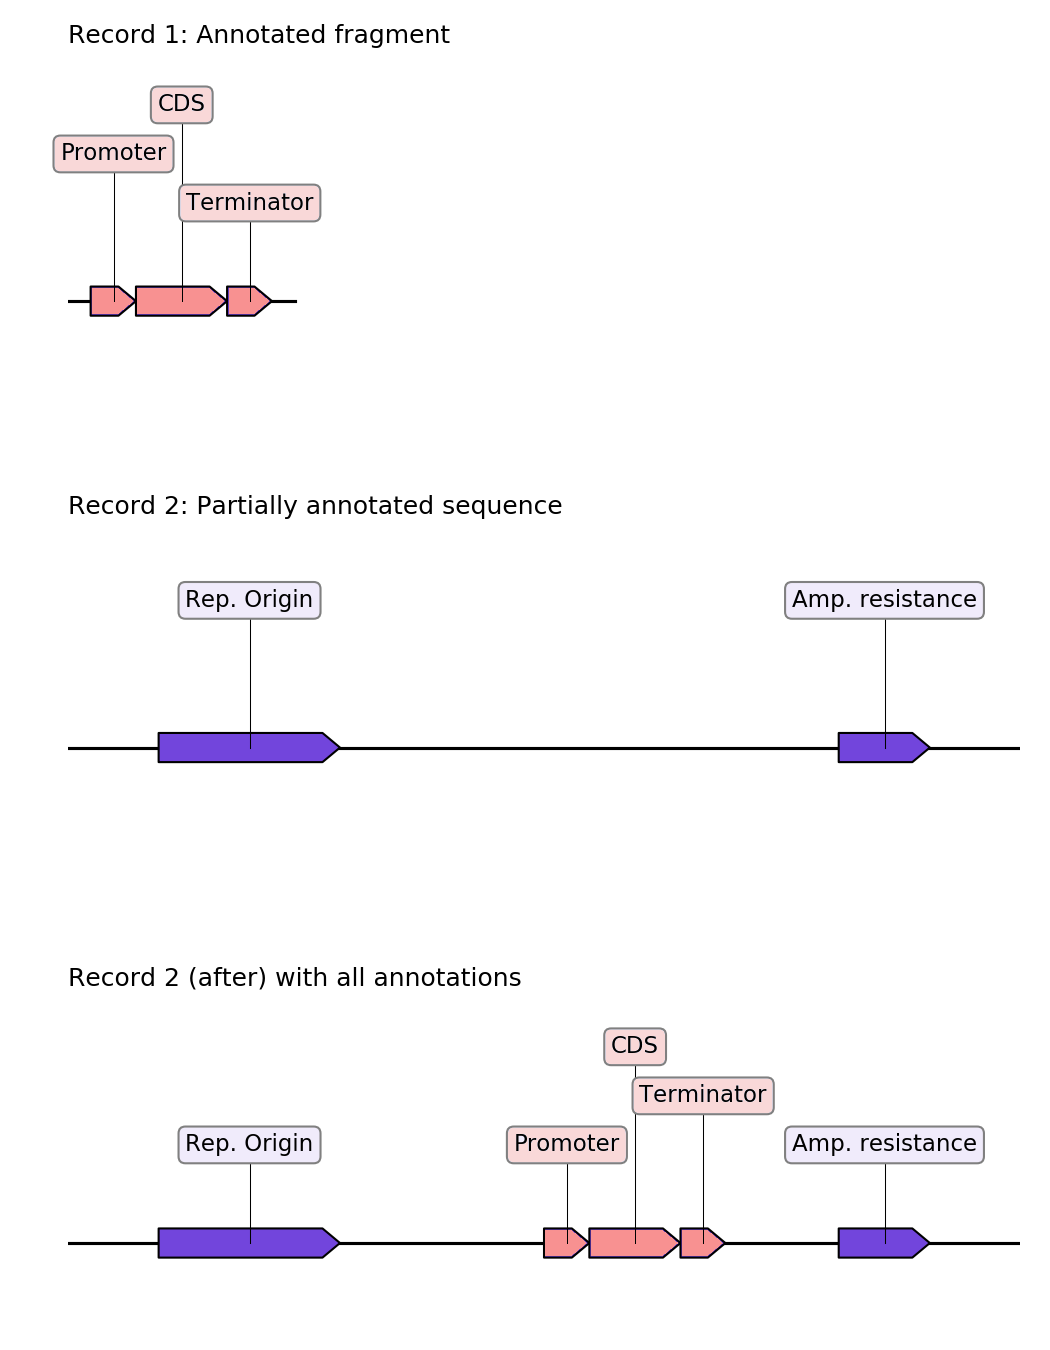 Record 1: Annotated fragment
CDS
Promoter
Terminator
Record 2: Partially annotated sequence
Rep. Origin
Amp. resistance
Record 2 (after) with all annotations
CDS
Terminator
Rep. Origin
Promoter
Amp. resistance